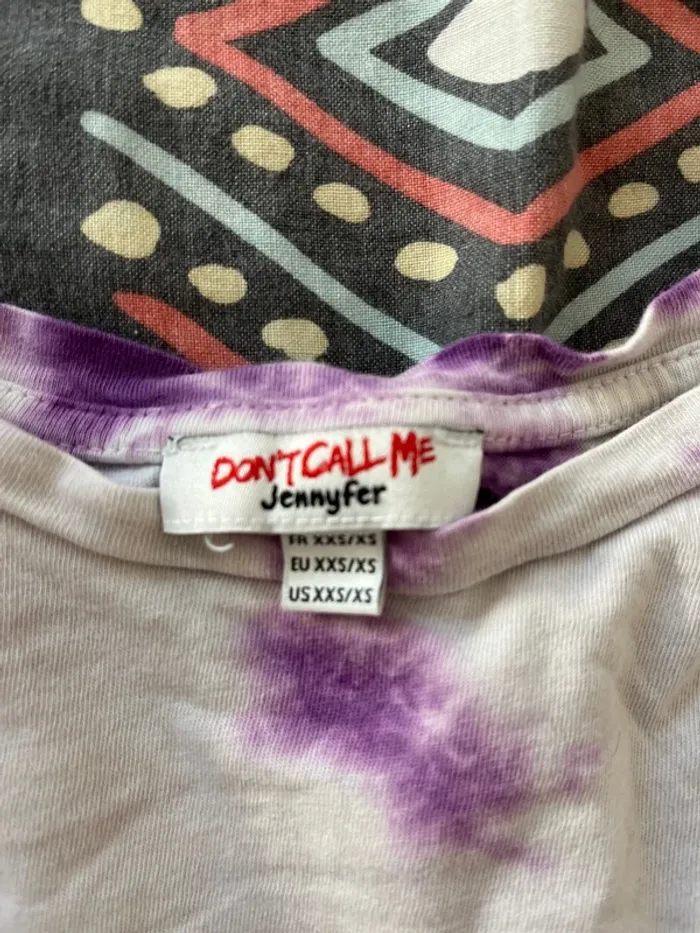 DON'T CALL ME
Jennyfer
FR XXS/XS
EU XXS/XS
US XXS/XS